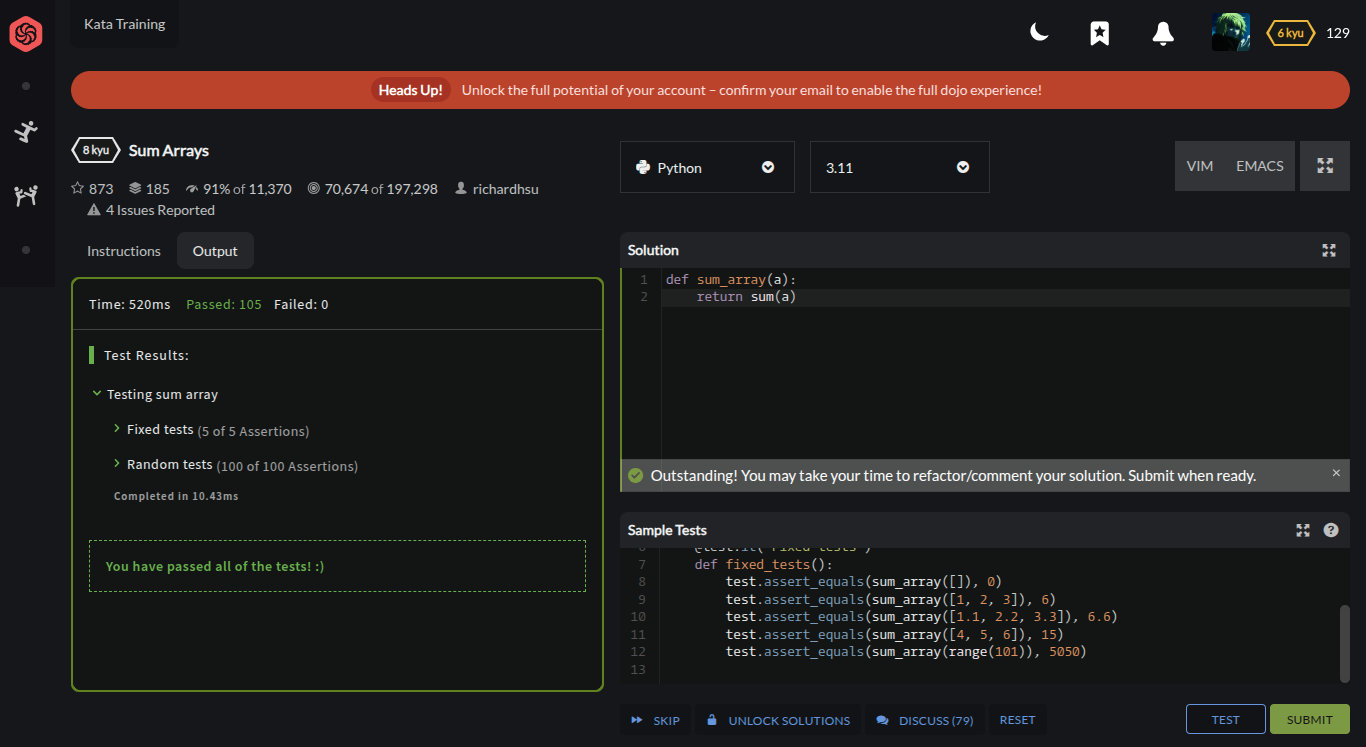 Kata Training
6 kyu 129
Heads Up! Unlock the full potential of your account – confirm your email to enable the full dojo experience!
8 kyu Sum Arrays
873 185 91% of 11,370 70,674 of 197,298 richardhsu
4 Issues Reported
Instructions Output
Time: 520ms Passed: 105 Failed: 0
Test Results:
Testing sum array
Fixed tests (5 of 5 Assertions)
Random tests (100 of 100 Assertions)
Completed in 10.43ms
You have passed all of the tests! :)
Python 3.11 VIM EMACS
Solution
1 def sum_array(a):
2 return sum(a)
Outstanding! You may take your time to refactor/comment your solution. Submit when ready.
Sample Tests
6 @test.it("Fixed tests")
7 def fixed_tests():
8 test.assert_equals(sum_array([]), 0)
9 test.assert_equals(sum_array([1, 2, 3]), 6)
10 test.assert_equals(sum_array([1.1, 2.2, 3.3]), 6.6)
11 test.assert_equals(sum_array([4, 5, 6]), 15)
12 test.assert_equals(sum_array(range(101)), 5050)
13
SKIP UNLOCK SOLUTIONS DISCUSS (79) RESET TEST SUBMIT